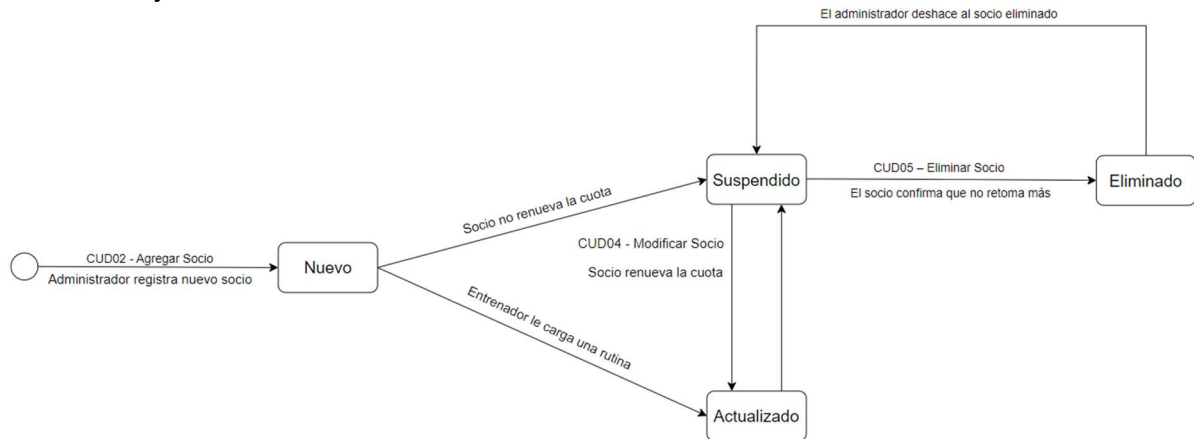 El administrador deshace al socio eliminado
Suspendido
CUD05 – Eliminar Socio
El socio confirma que no retoma más
Eliminado
Socio no renueva la cuota
CUD04 - Modificar Socio
Socio renueva la cuota
CUD02 - Agregar Socio
Administrador registra nuevo socio
Nuevo
Entrenador le carga una rutina
Actualizado